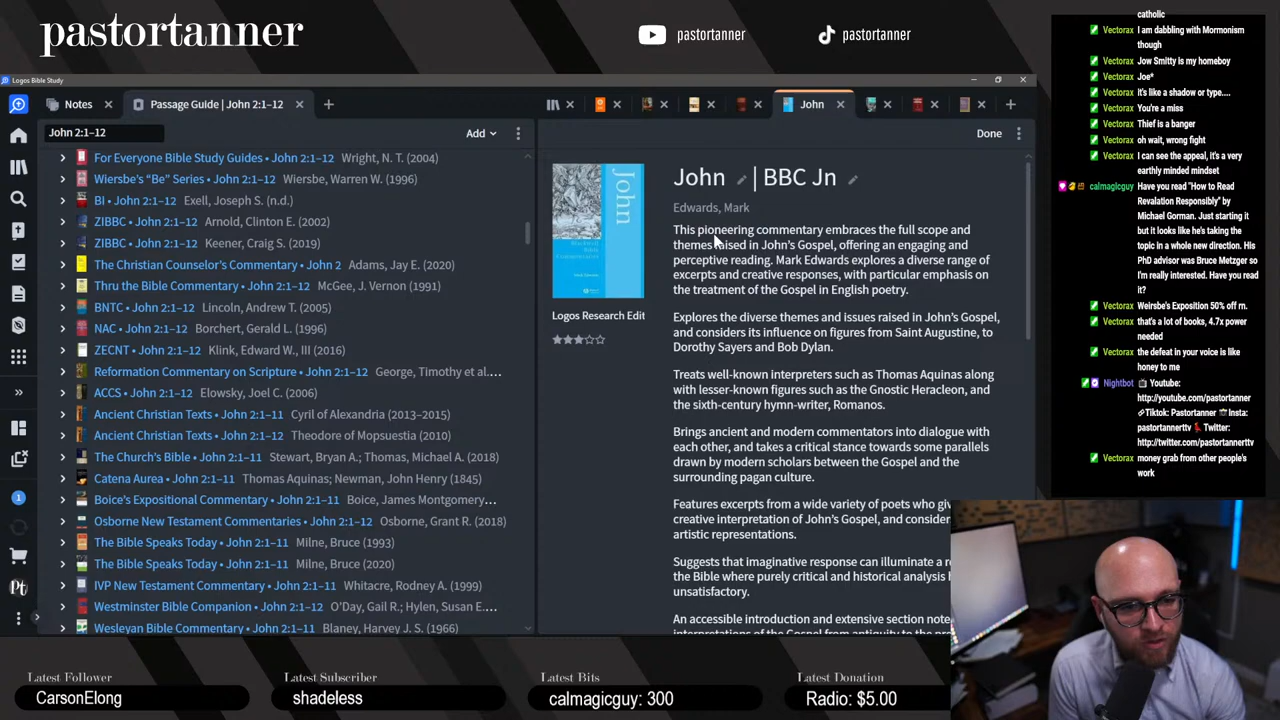 pastortanner
pastortanner
pastortanner
Logos Bible Study
Notes
Passage Guide | John 2:1–12
John 2:1–12
Add
For Everyone Bible Study Guides • John 2:1–12 Wright, N. T. (2004)
Wiersbe's “Be” Series • John 2:1–12 Wiersbe, Warren W. (1996)
BI • John 2:1–12 Exell, Joseph S. (n.d.)
ZIBBC • John 2:1–12 Arnold, Clinton E. (2002)
ZIBBC • John 2:1–12 Keener, Craig S. (2019)
The Christian Counselor's Commentary • John 2 Adams, Jay E. (2020)
Thru the Bible Commentary • John 2:1–12 McGee, J. Vernon (1991)
BNTC • John 2:1–12 Lincoln, Andrew T. (2005)
NAC • John 2:1–12 Borchert, Gerald L. (1996)
ZECNT • John 2:1–12 Klink, Edward W., III (2016)
Reformation Commentary on Scripture • John 2:1–12 George, Timothy et al....
ACCS • John 2:1–12 Elowsky, Joel C. (2006)
Ancient Christian Texts • John 2:1–11 Cyril of Alexandria (2013–2015)
Ancient Christian Texts • John 2:1–12 Theodore of Mopsuestia (2010)
The Church's Bible • John 2:1–11 Stewart, Bryan A.; Thomas, Michael A. (2018)
Catena Aurea • John 2:1–11 Thomas Aquinas; Newman, John Henry (1845)
Boice's Expositional Commentary • John 2:1–11 Boice, James Montgomery...
Osborne New Testament Commentaries • John 2:1–12 Osborne, Grant R. (2018)
The Bible Speaks Today • John 2:1–11 Milne, Bruce (1993)
The Bible Speaks Today • John 2:1–11 Milne, Bruce (2020)
IVP New Testament Commentary • John 2:1–11 Whitacre, Rodney A. (1999)
Westminster Bible Companion • John 2:1–12 O'Day, Gail R.; Hylen, Susan E....
Wesleyan Bible Commentary • John 2:1–11 Blaney, Harvey J. S. (1966)
John
Done
John
John | BBC Jn
Edwards, Mark
This pioneering commentary embraces the full scope and
themes raised in John's Gospel, offering an engaging and
perceptive reading. Mark Edwards explores a diverse range of
excerpts and creative responses, with particular emphasis on
the treatment of the Gospel in English poetry.
Logos Research Edit
Explores the diverse themes and issues raised in John's Gospel,
and considers its influence on figures from Saint Augustine, to
Dorothy Sayers and Bob Dylan.
Treats well-known interpreters such as Thomas Aquinas along
with lesser-known figures such as the Gnostic Heracleon, and
the sixth-century hymn-writer, Romanos.
Brings ancient and modern commentators into dialogue with
each other, and takes a critical stance towards some parallels
drawn by modern scholars between the Gospel and the
surrounding pagan culture.
Features excerpts from a wide variety of poets who giv
creative interpretation of John's Gospel, and consider
artistic representations.
Suggests that imaginative response can illuminate a r
the Bible where purely critical and historical analysis
unsatisfactory.
An accessible introduction and extensive section note
interpretations of the Gospel from antiquity to the pre
catholic
Vectorax I am dabbling with Mormonism
though
Vectorax Jow Smitty is my homeboy
Vectorax Joe*
Vectorax it's like a shadow or type....
Vectorax You're a miss
Vectorax Thief is a banger
Vectorax oh wait, wrong fight
Vectorax I can see the appeal, it's a very
earthly minded mindset
calmagicguy Have you read "How to Read
Revalation Responsibly" by
Michael Gorman. Just starting it
but it looks like he's taking the
topic in a whole new direction. His
PhD advisor was Bruce Metzger so
I'm really interested. Have you read
it?
Vectorax Weirsbe's Exposition 50% off rn.
Vectorax that's a lot of books, 4.7x power
needed
Vectorax the defeat in your voice is like
honey to me
Nightbot Youtube:
http://youtube.com/pastortanner
Tiktok: Pastortanner Insta:
pastortannerttv Twitter:
http://twitter.com/pastortannerttv
Vectorax money grab from other people's
work
1
Pt
Latest Follower
CarsonElong
Latest Subscriber
shadeless
Latest Bits
calmagicguy: 300
Latest Donation
Radio: $5.00